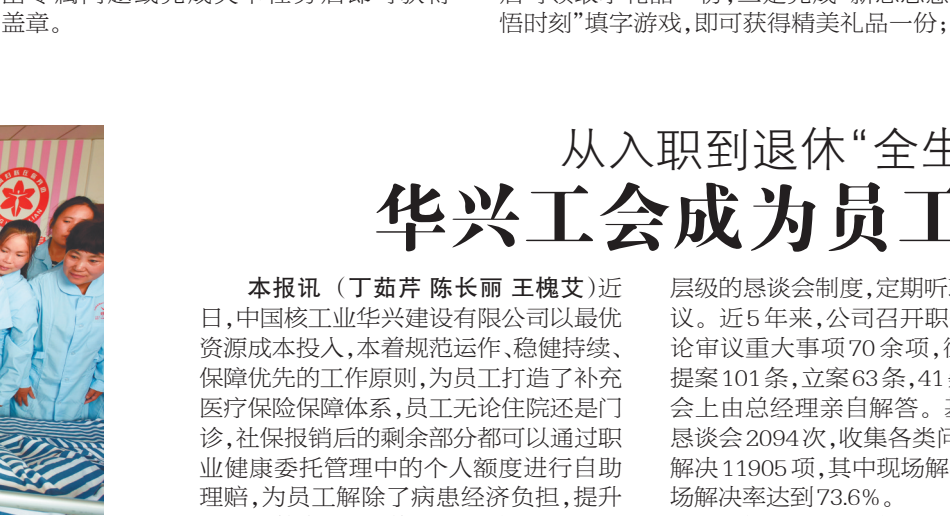 盖章。
悟时刻”填字游戏,即可获得精美礼品一份;
从入职到退休“全生
华兴工会成为员工
本报讯（丁茹芹 陈长丽 王槐艾)近
日,中国核工业华兴建设有限公司以最优
资源成本投入,本着规范运作、稳健持续、
保障优先的工作原则,为员工打造了补充
医疗保险保障体系,员工无论住院还是门
诊,社保报销后的剩余部分都可以通过职
业健康委托管理中的个人额度进行自助
理赔,为员工解除了病患经济负担,提升
层级的恳谈会制度,定期听
议。近5年来,公司召开职
论审议重大事项70余项,
提案101条,立案63条,41
会上由总经理亲自解答。
恳谈会2094次,收集各类问
解决11905项,其中现场解
场解决率达到73.6%。